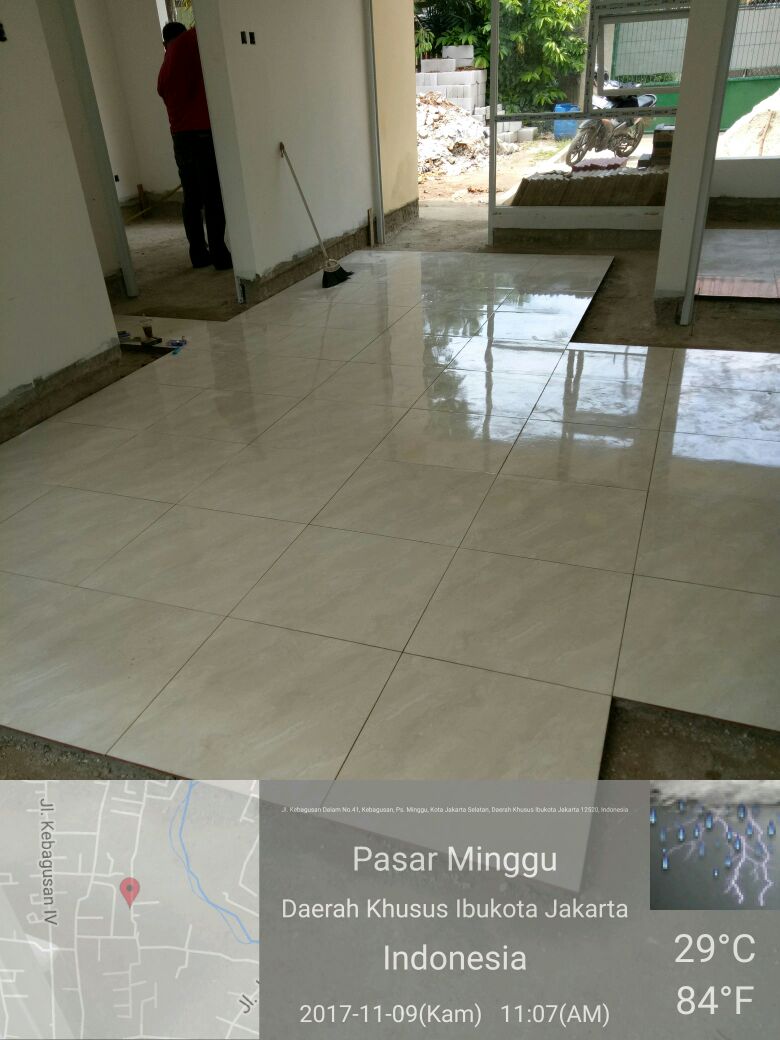 Jl. Kebagusan IV
Jl.
Jl. Kebagusan Dalam No.41, Kebagusan, Ps. Minggu, Kota Jakarta Selatan, Daerah Khusus Ibukota Jakarta 12520, Indonesia
Pasar Minggu
Daerah Khusus Ibukota Jakarta
Indonesia
2017-11-09(Kam) 11:07(AM)
29°C
84°F